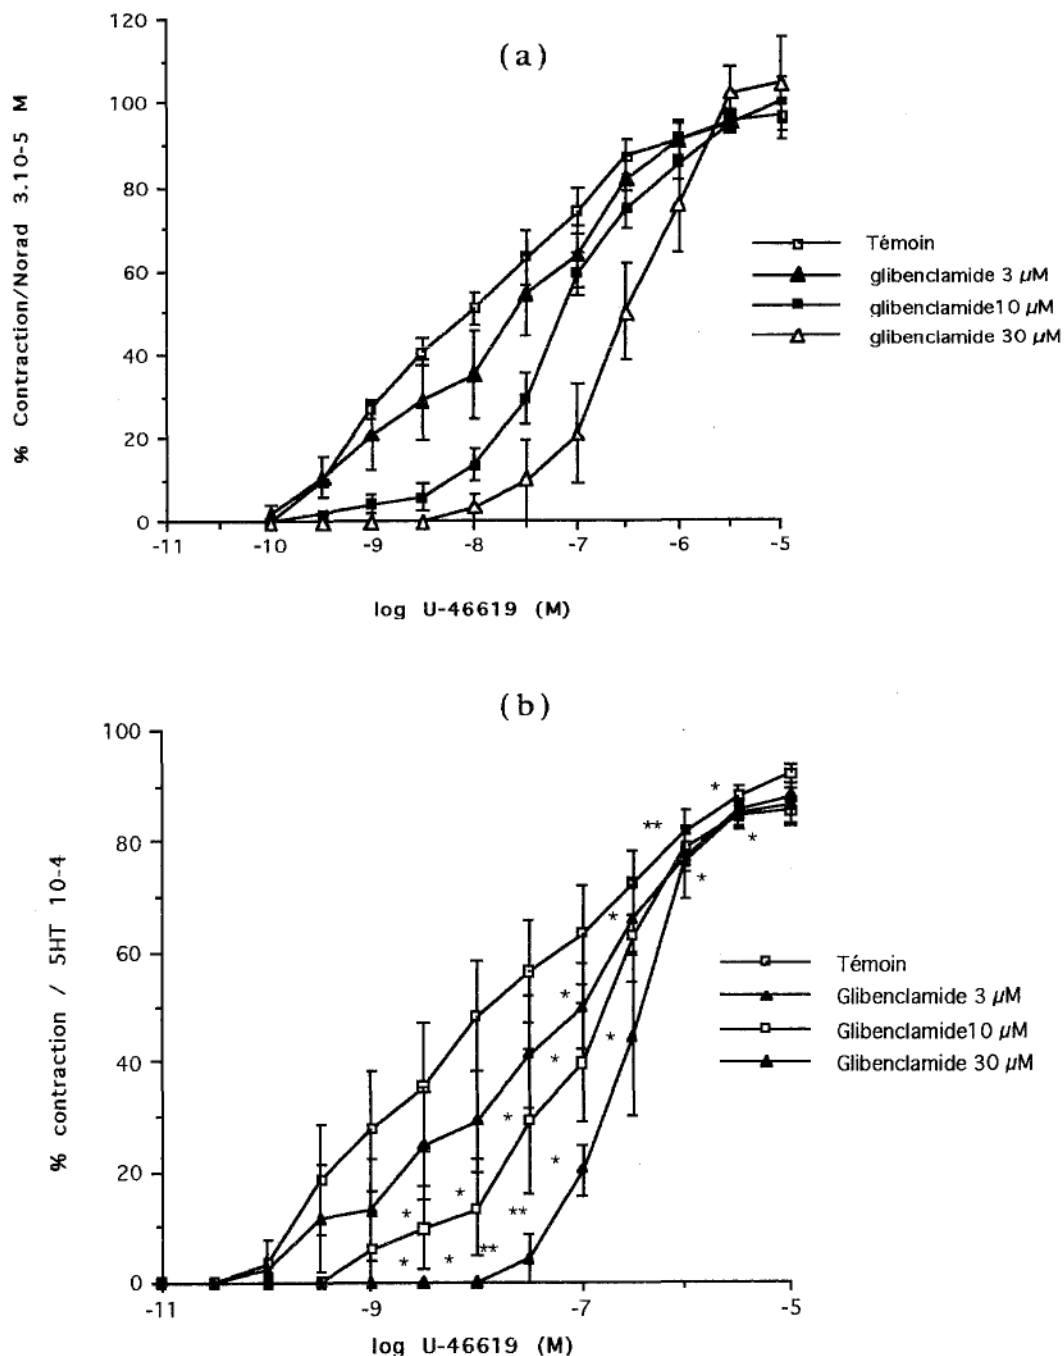 (a)
120
100
80
60
40
20
0
% Contraction/Norad 3.10-5 M
-11
-10
-9
-8
-7
-6
-5
log U-46619 (M)
Témoin
glibenclamide 3 µM
glibenclamide10 µM
glibenclamide 30 µM
(b)
100
80
60
40
20
0
% contraction / 5HT 10-4
-11
-9
-7
-5
log U-46619 (M)
*
**
*
*
*
*
*
*
*
*
*
**
*
*
*
*
**
Témoin
Glibenclamide 3 µM
Glibenclamide10 µM
Glibenclamide 30 µM